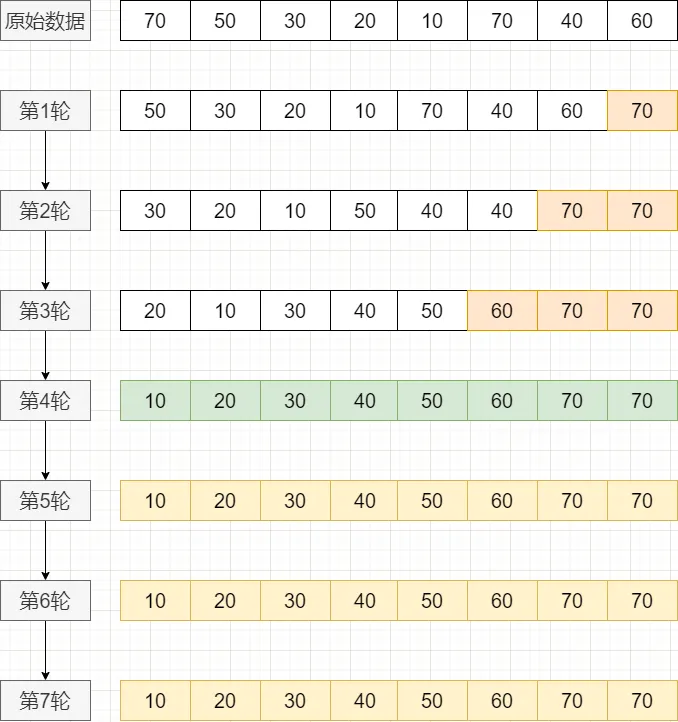 原始数据 70 50 30 20 10 70 40 60
第1轮 50 30 20 10 70 40 60 70
第2轮 30 20 10 50 40 40 70 70
第3轮 20 10 30 40 50 60 70 70
第4轮 10 20 30 40 50 60 70 70
第5轮 10 20 30 40 50 60 70 70
第6轮 10 20 30 40 50 60 70 70
第7轮 10 20 30 40 50 60 70 70